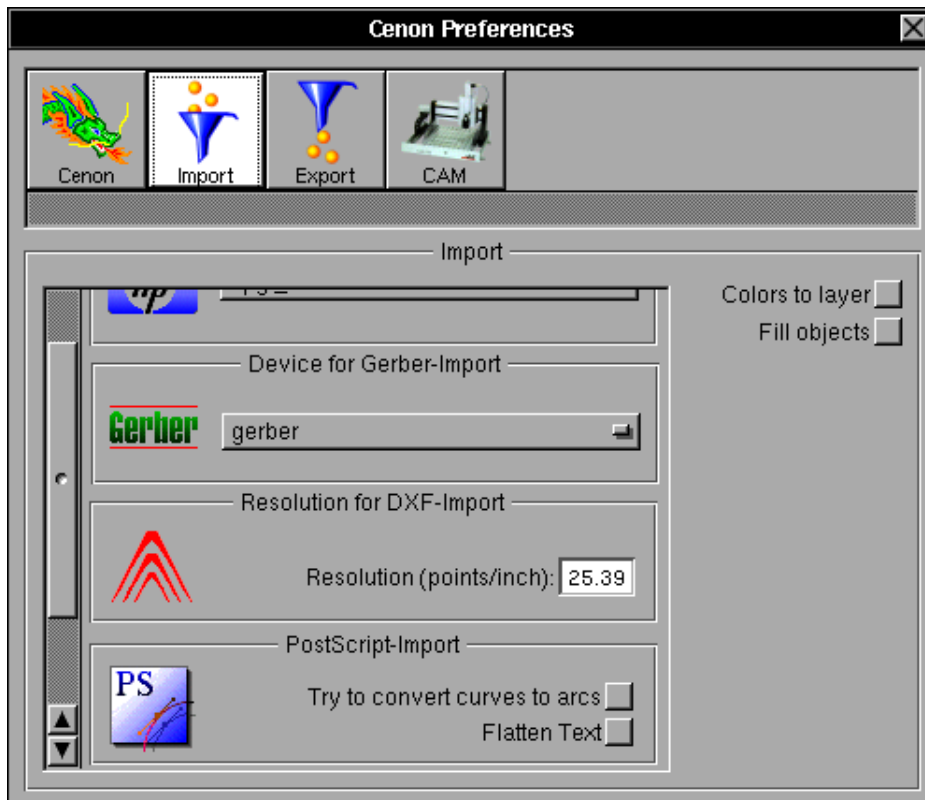 Cenon Preferences
Cenon
Import
Export
CAM
Import
hp
Colors to layer
Fill objects
Device for Gerber-Import
Gerber
gerber
Resolution for DXF-Import
Resolution (points/inch): 25.39
PostScript-Import
PS
Try to convert curves to arcs
Flatten Text